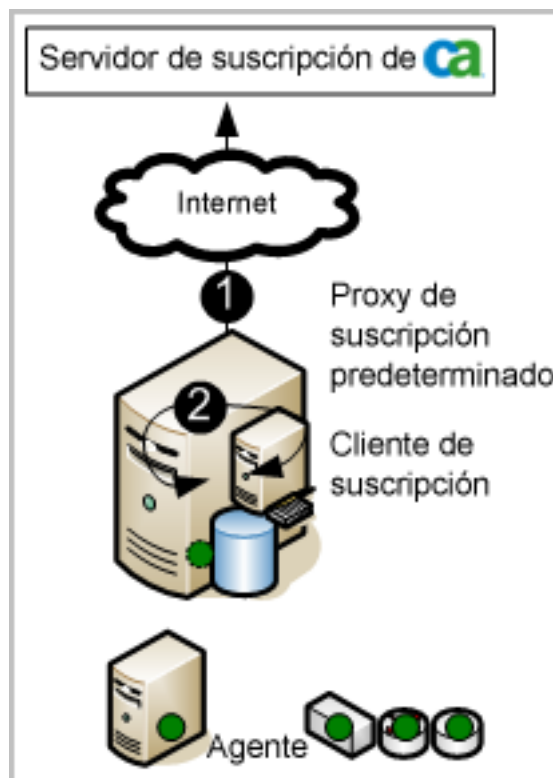 Servidor de suscripción de ca
Internet
1
Proxy de
suscripción
predeterminado
2
Cliente de
suscripción
Agente